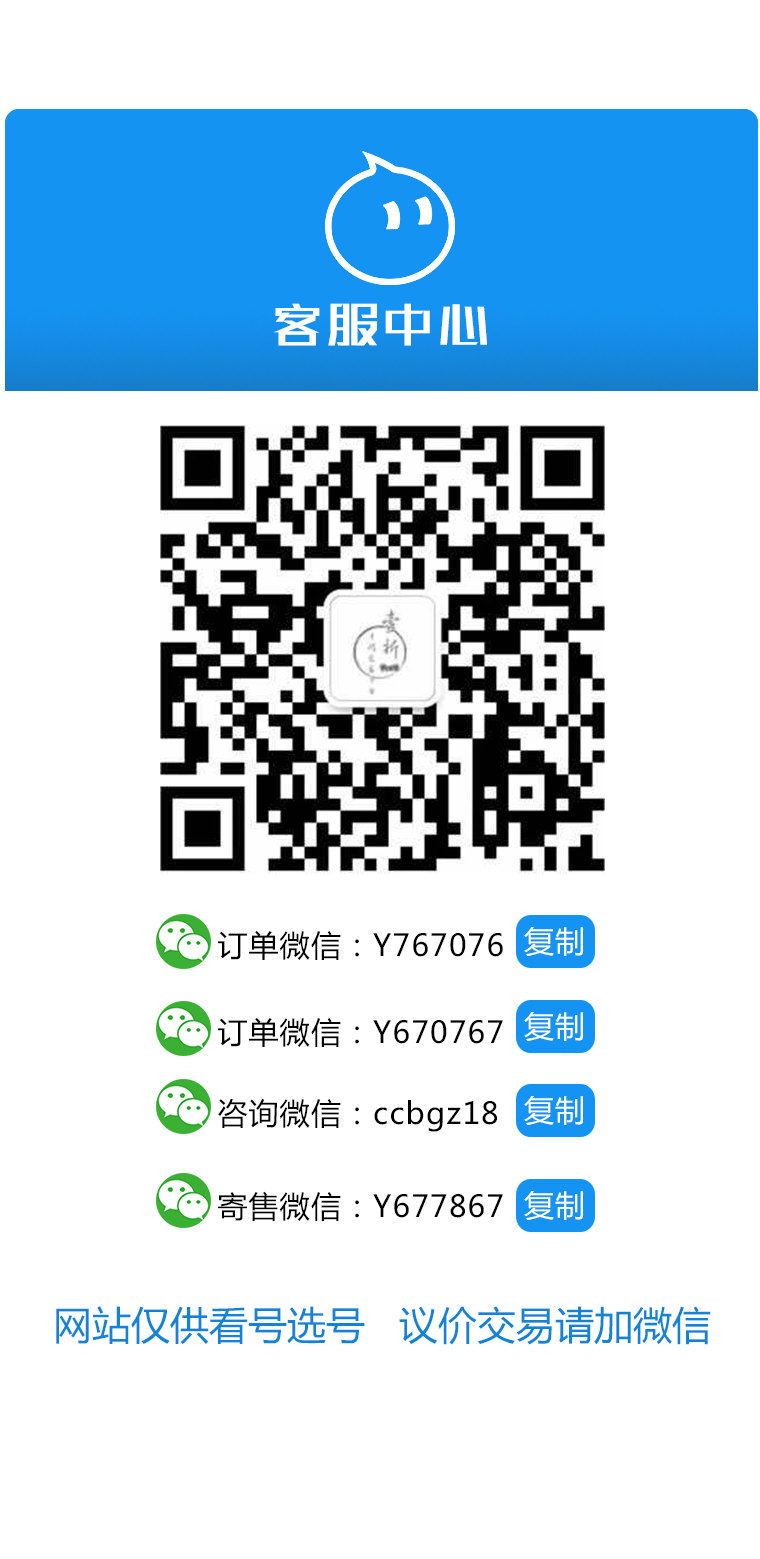 客服中心
壹析
订单微信：Y767076 复制
订单微信：Y670767 复制
咨询微信：ccbgz18 复制
寄售微信：Y677867 复制
网站仅供看号选号 议价交易请加微信